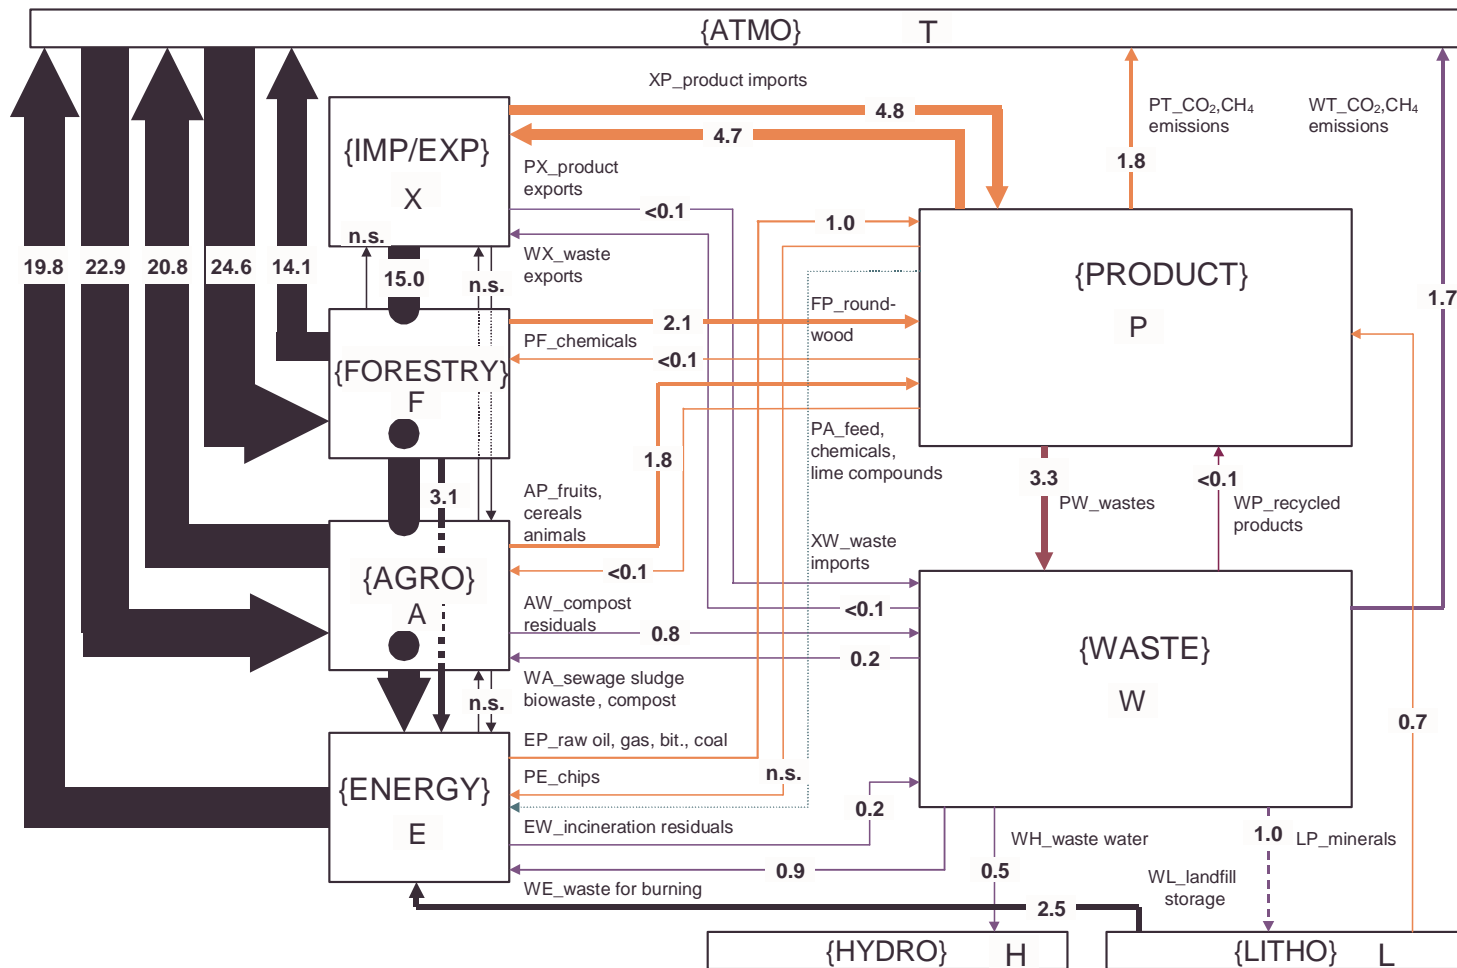 {ATMO} T
XP_product imports
4.8
4.7
PT_CO₂,CH₄
emissions
WT_CO₂,CH₄
emissions
1.8
{IMP/EXP}
X
PX_product
exports
<0.1
1.0
n.s.
WX_waste
exports
19.8
22.9
20.8
24.6
14.1
15.0
n.s.
{PRODUCT}
P
1.7
FP_round-
wood
2.1
PF_chemicals
<0.1
{FORESTRY}
F
0.7
PA_feed,
chemicals,
lime compounds
1.8
3.1
3.3
<0.1
PW_wastes
WP_recycled
products
AP_fruits,
cereals
animals
XW_waste
imports
<0.1
{AGRO}
A
AW_compost
residuals
<0.1
0.8
0.2
{WASTE}
W
WA_sewage sludge
biowaste, compost
n.s.
EP_raw oil, gas, bit., coal
n.s.
PE_chips
{ENERGY}
E
0.2
EW_incineration residuals
WH_waste water
1.0
LP_minerals
0.9
0.5
WE_waste for burning
WL_landfill
storage
2.5
{HYDRO} H
{LITHO} L